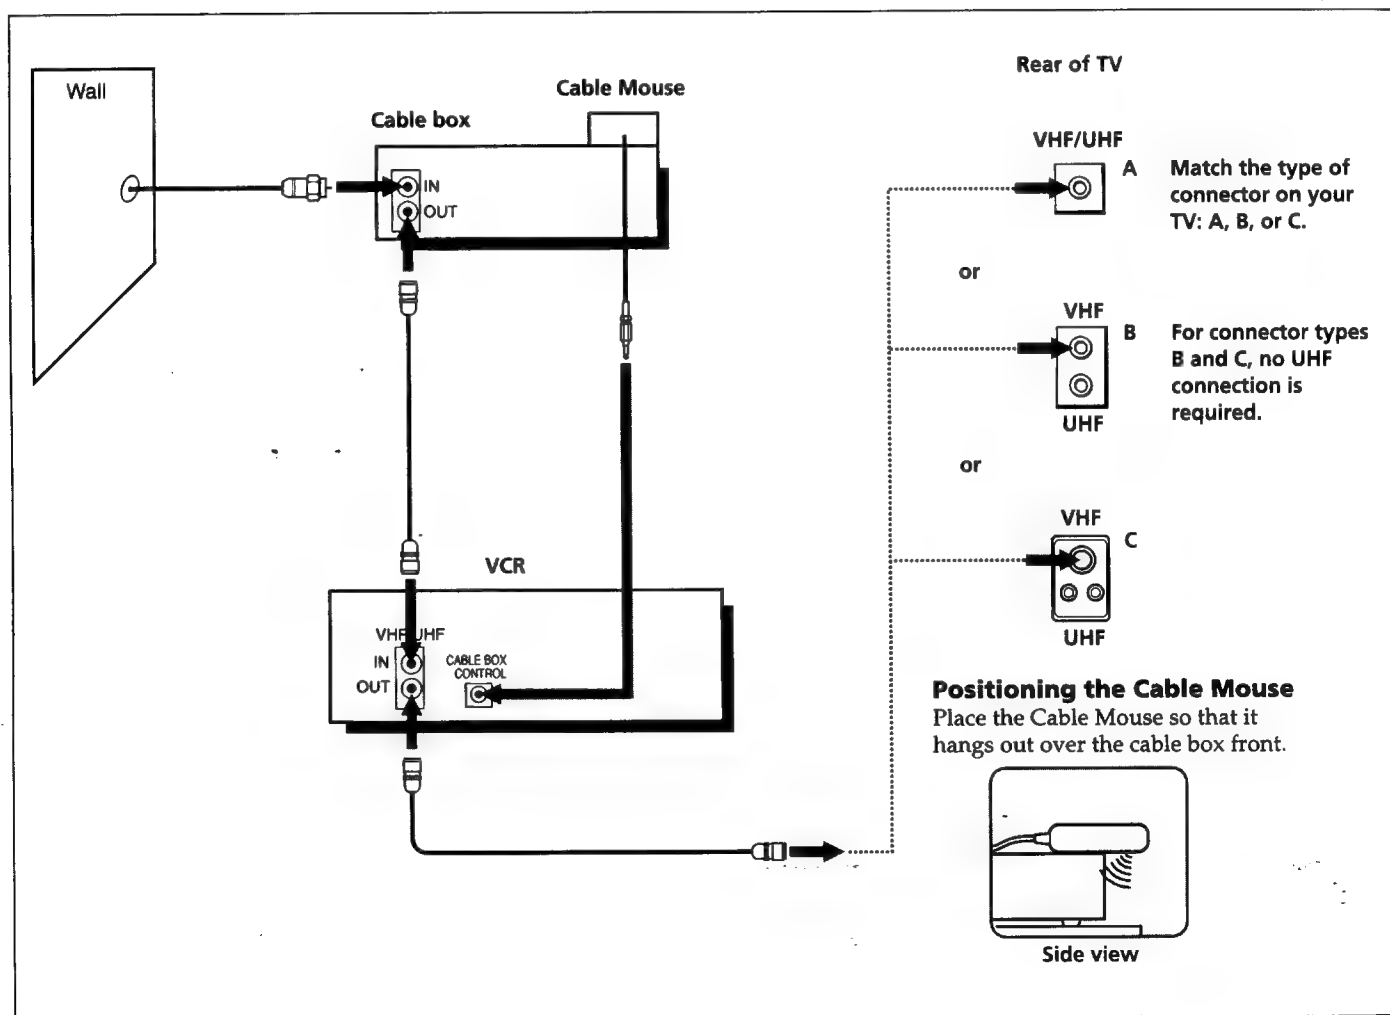 Wall
Cable box
Cable Mouse
IN
OUT
VCR
VHF/UHF
IN
OUT
CABLE BOX
CONTROL
Rear of TV
VHF/UHF
A
Match the type of
connector on your
TV: A, B, or C.
or
VHF
B
UHF
For connector types
B and C, no UHF
connection is
required.
or
VHF
C
UHF
Positioning the Cable Mouse
Place the Cable Mouse so that it
hangs out over the cable box front.
Side view